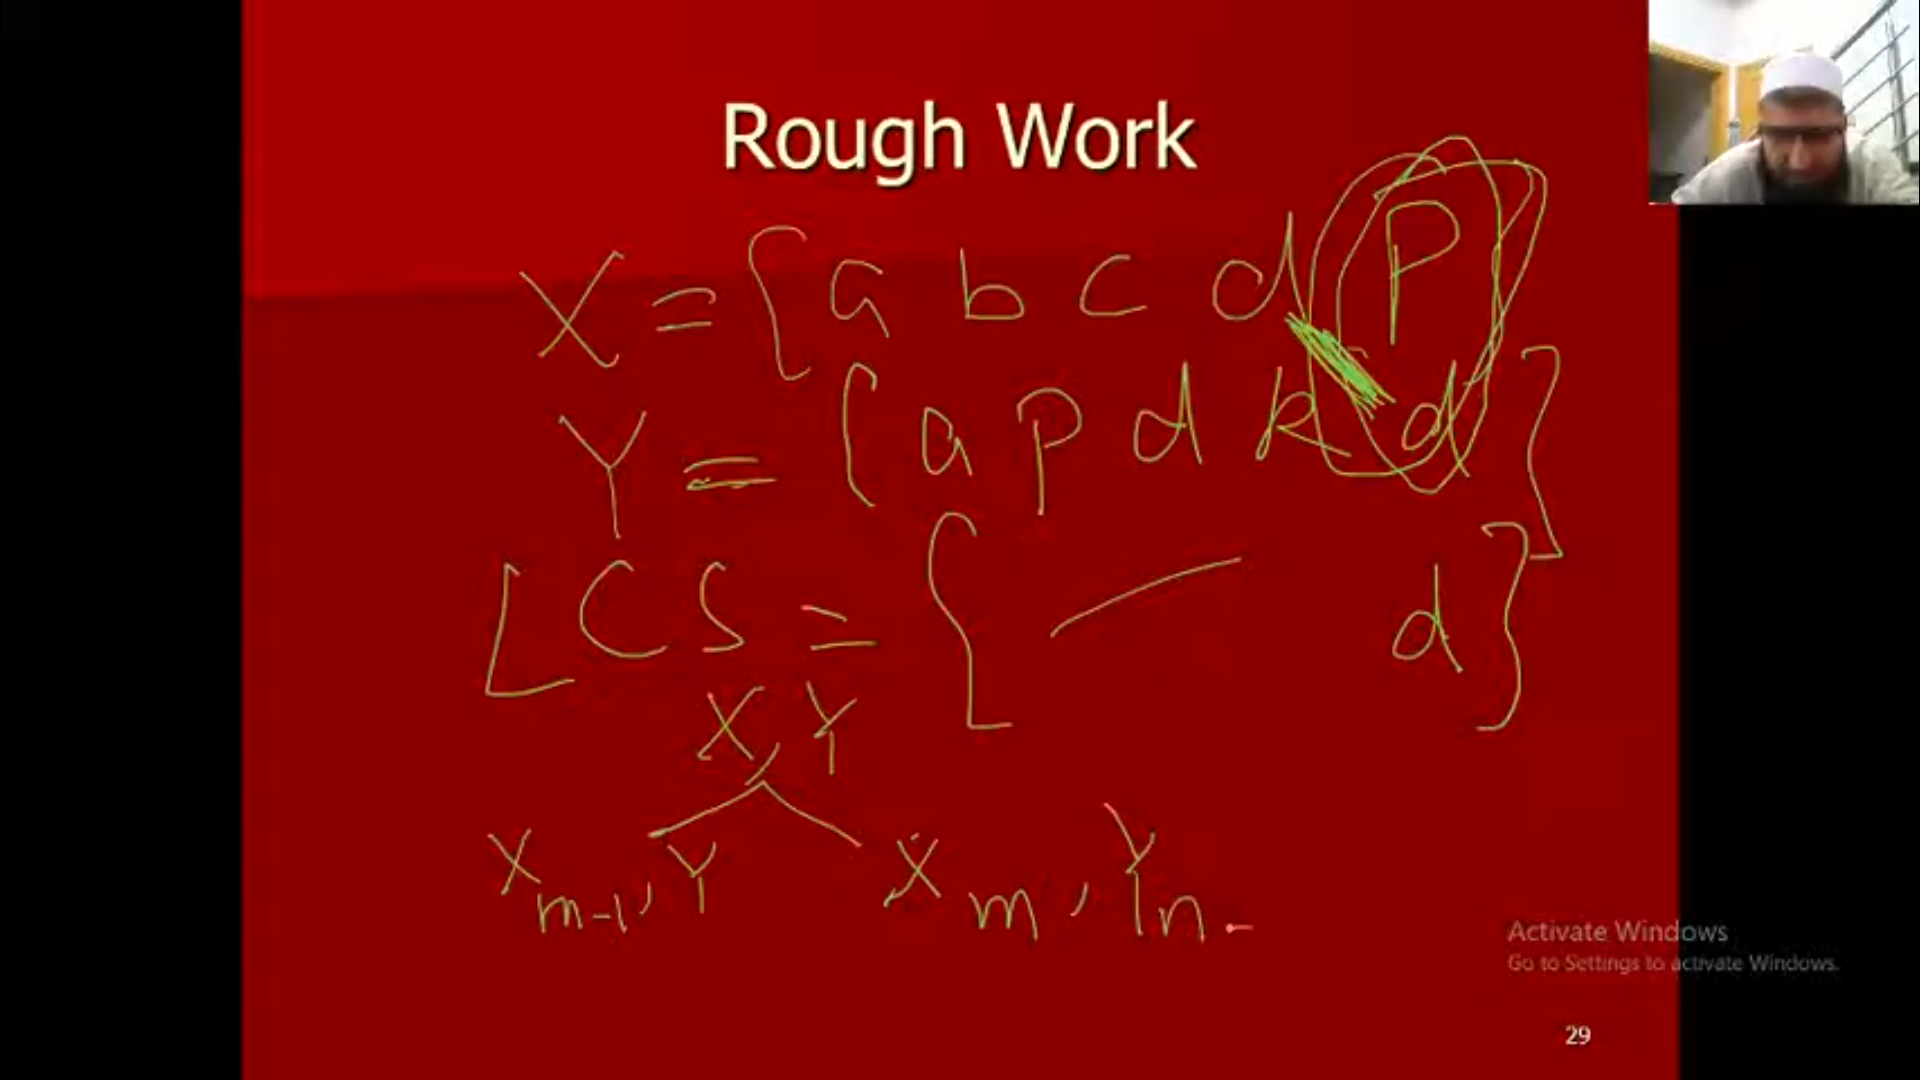 Rough Work
X = { a b c d P
Y = { a p d k d }
LCS = { d }
X, Y
Xm-1, Y Xm, Yn-
Activate Windows
Go to Settings to activate Windows.
29